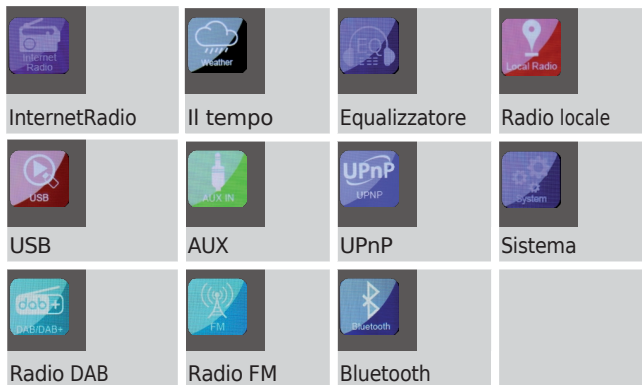 Internet
Radio
Weather
EQ
Local Radio
InternetRadio
Il tempo
Equalizzatore
Radio locale
USB
AUX IN
UPnP
UPNP
System
USB
AUX
UPnP
Sistema
dab+
DAB/DAB+
FM
Bluetooth
Radio DAB
Radio FM
Bluetooth